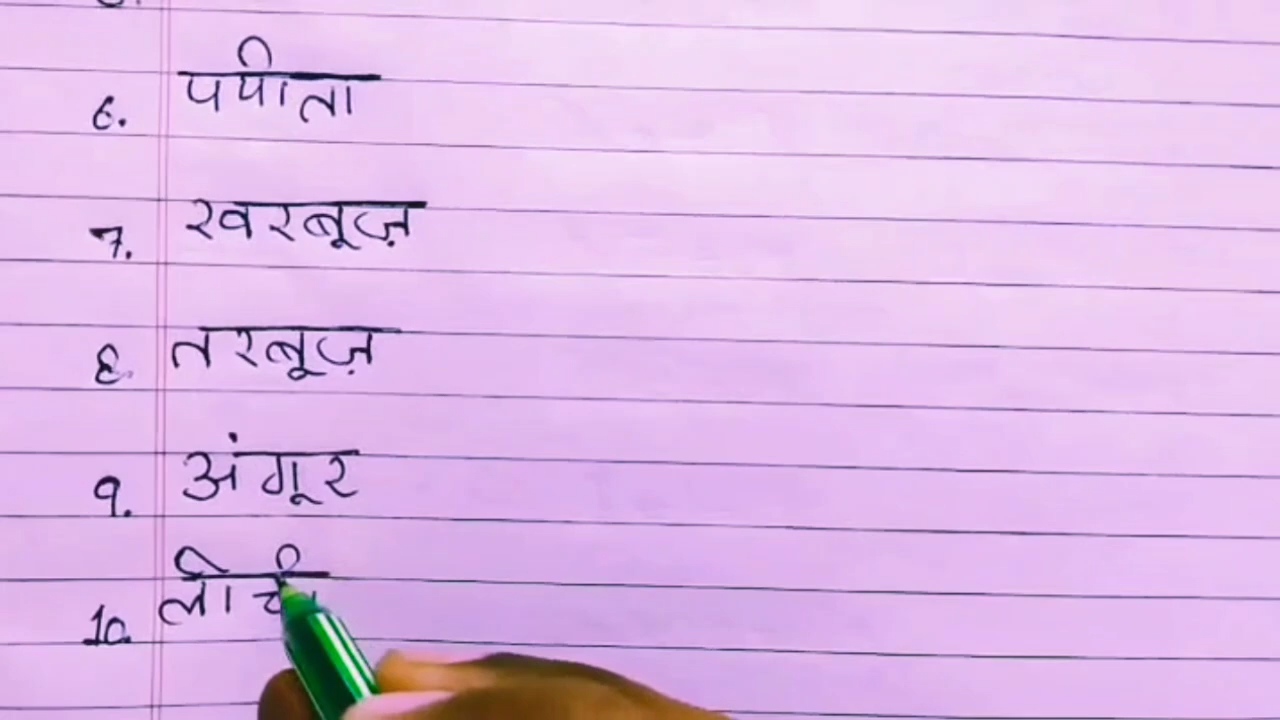 6. पपीता
7. खरबूज़
8. तरबूज़
9. अंगूर
10. लीची